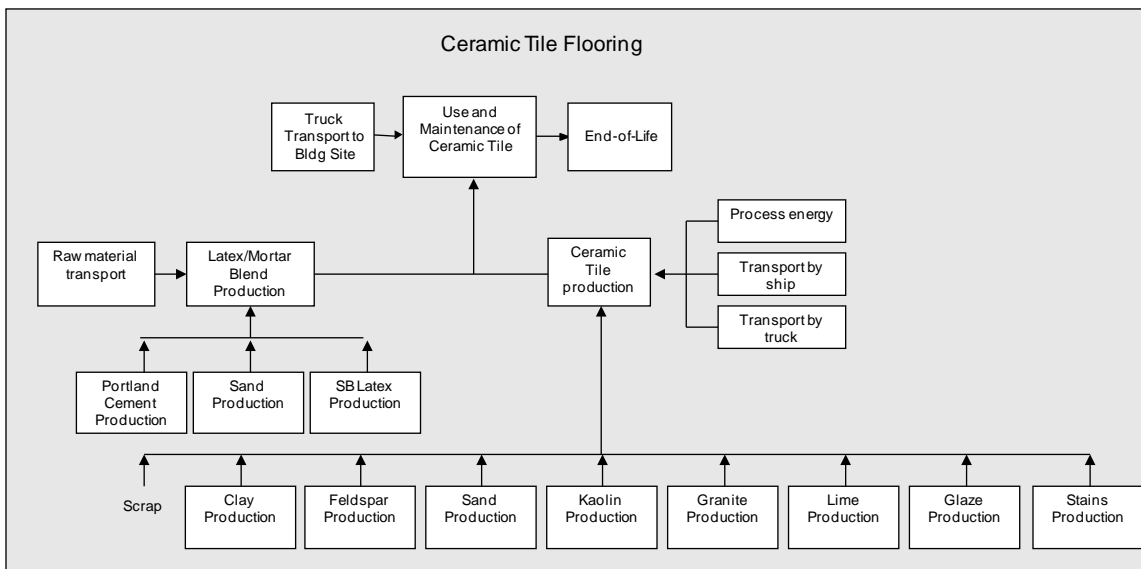 Ceramic Tile Flooring
Truck
Transport to
Bldg Site
Use and
Maintenance of
Ceramic Tile
End-of-Life
Raw material
transport
Latex/Mortar
Blend
Production
Ceramic
Tile
production
Process energy
Transport by
ship
Transport by
truck
Portland
Cement
Production
Sand
Production
SB Latex
Production
Scrap
Clay
Production
Feldspar
Production
Sand
Production
Kaolin
Production
Granite
Production
Lime
Production
Glaze
Production
Stains
Production